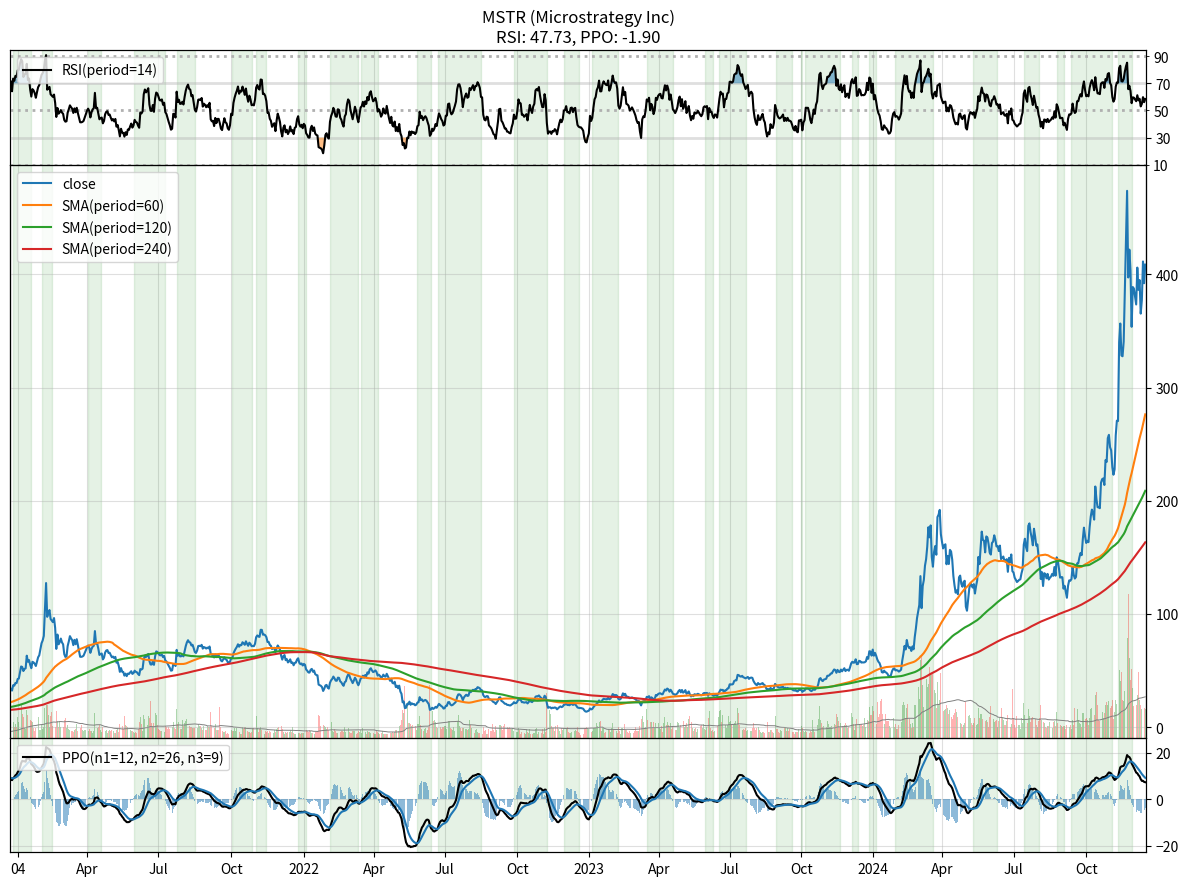 MSTR (Microstrategy Inc)
RSI: 47.73, PPO: -1.90
RSI(period=14)
90
70
50
30
10
close
SMA(period=60)
SMA(period=120)
SMA(period=240)
400
300
200
100
0
PPO(n1=12, n2=26, n3=9)
20
0
−20
04 Apr Jul Oct 2022 Apr Jul Oct 2023 Apr Jul Oct 2024 Apr Jul Oct